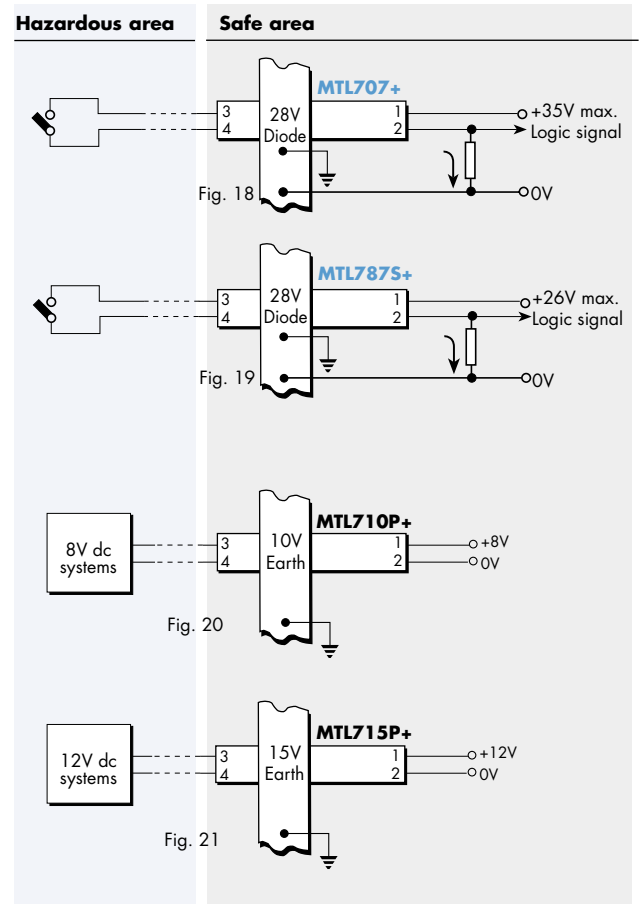 Hazardous area
Safe area
MTL707+
3
4
28V
Diode
1
2
+35V max.
Logic signal
0V
Fig. 18
MTL787S+
3
4
28V
Diode
1
2
+26V max.
Logic signal
0V
Fig. 19
MTL710P+
8V dc
systems
3
4
10V
Earth
1
2
+8V
0V
Fig. 20
MTL715P+
12V dc
systems
3
4
15V
Earth
1
2
+12V
0V
Fig. 21